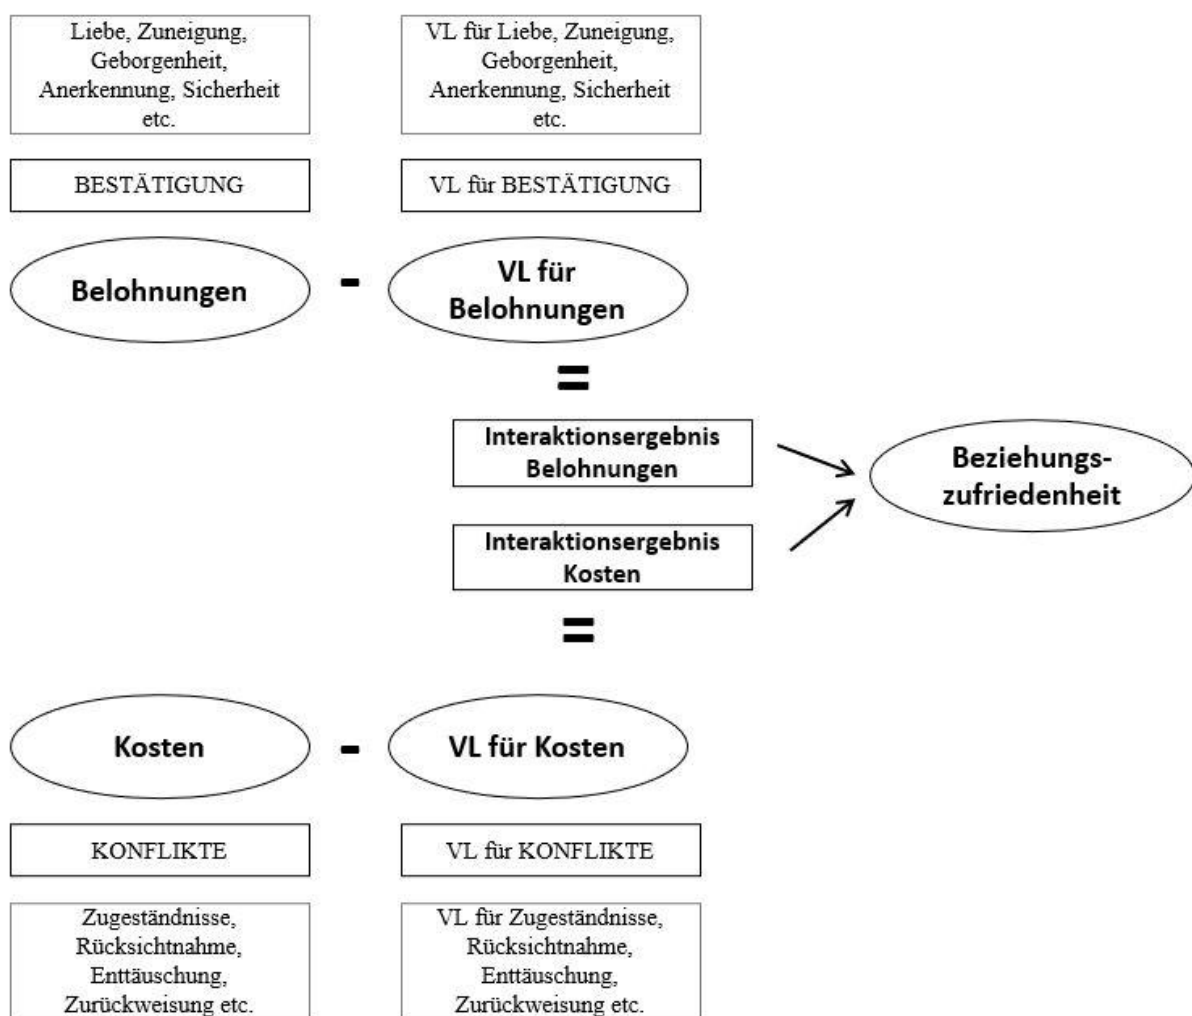 Liebe, Zuneigung,
Geborgenheit,
Anerkennung, Sicherheit
etc.
VL für Liebe, Zuneigung,
Geborgenheit,
Anerkennung, Sicherheit
etc.
BESTÄTIGUNG
VL für BESTÄTIGUNG
Belohnungen
-
VL für
Belohnungen
=
Interaktionsergebnis
Belohnungen
Beziehungs-
zufriedenheit
Interaktionsergebnis
Kosten
=
Kosten
-
VL für Kosten
KONFLIKTE
VL für KONFLIKTE
Zugeständnisse,
Rücksichtnahme,
Enttäuschung,
Zurückweisung etc.
VL für Zugeständnisse,
Rücksichtnahme,
Enttäuschung,
Zurückweisung etc.